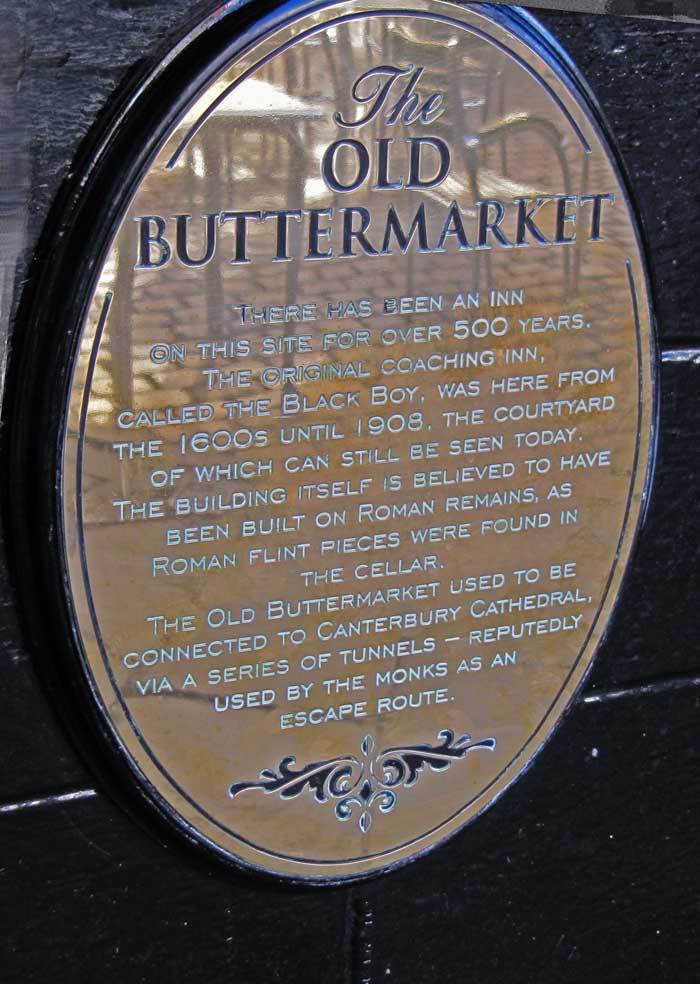 The
OLD
BUTTERMARKET
THERE HAS BEEN AN INN
ON THIS SITE FOR OVER 500 YEARS.
THE ORIGINAL COACHING INN,
CALLED THE BLACK BOY, WAS HERE FROM
THE 1600S UNTIL 1908, THE COURTYARD
OF WHICH CAN STILL BE SEEN TODAY.
THE BUILDING ITSELF IS BELIEVED TO HAVE
BEEN BUILT ON ROMAN REMAINS, AS
ROMAN FLINT PIECES WERE FOUND IN
THE CELLAR.
THE OLD BUTTERMARKET USED TO BE
CONNECTED TO CANTERBURY CATHEDRAL,
VIA A SERIES OF TUNNELS – REPUTEDLY
USED BY THE MONKS AS AN
ESCAPE ROUTE.